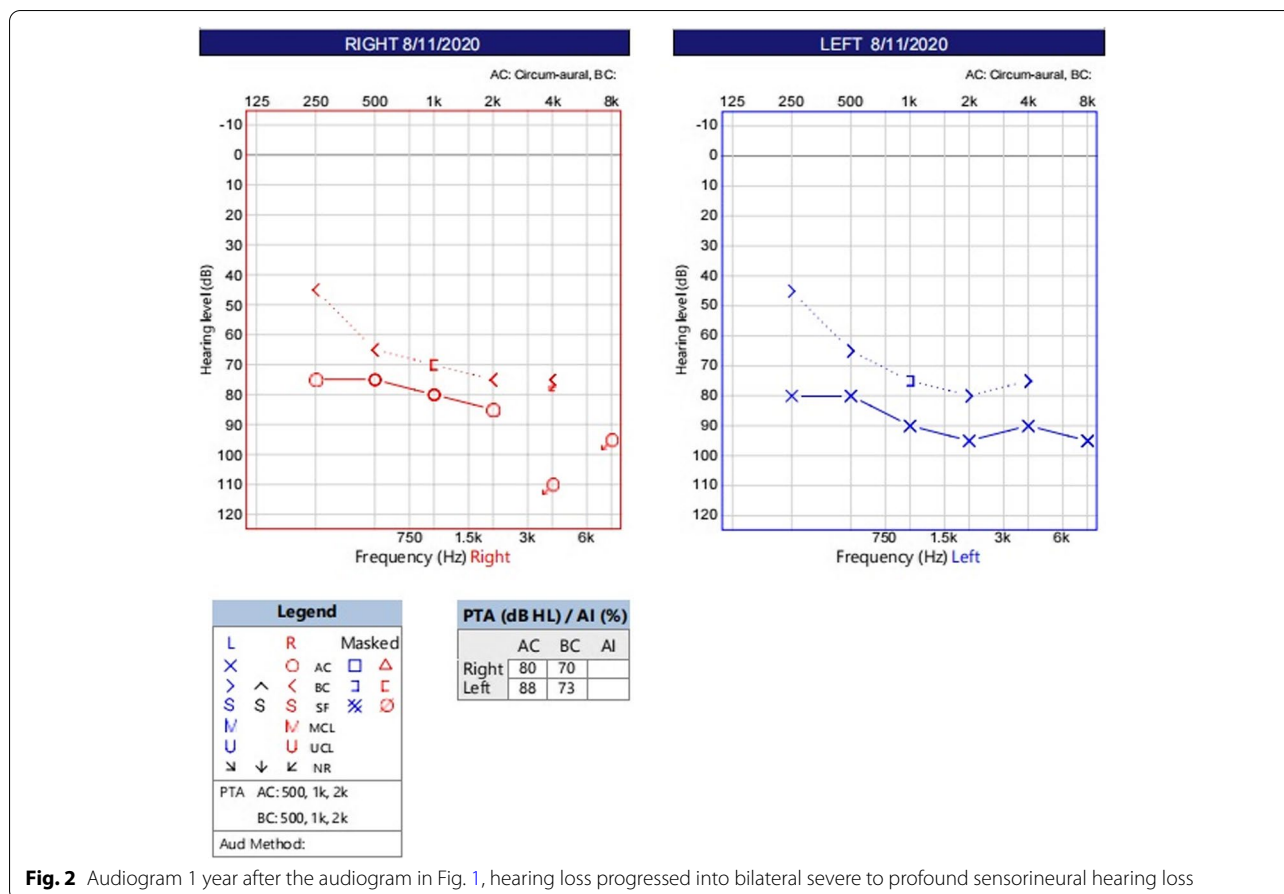 RIGHT 8/11/2020
AC: Circum-aural, BC:
125 250 500 1k 2k 4k 8k
-10
0
10
20
30
40
50
60
70
80
90
100
110
120
Hearing level (dB)
750 1.5k 3k 6k
Frequency (Hz) Right
LEFT 8/11/2020
AC: Circum-aural, BC:
125 250 500 1k 2k 4k 8k
-10
0
10
20
30
40
50
60
70
80
90
100
110
120
Hearing level (dB)
750 1.5k 3k 6k
Frequency (Hz) Left
Legend
L R Masked
AC
BC
S S S SF
M M MCL
U U UCL
NR
PTA AC: 500, 1k, 2k
BC: 500, 1k, 2k
Aud Method:
PTA (dB HL) / AI (%)
AC BC AI
Right 80 70
Left 88 73
Fig. 2 Audiogram 1 year after the audiogram in Fig. 1, hearing loss progressed into bilateral severe to profound sensorineural hearing loss